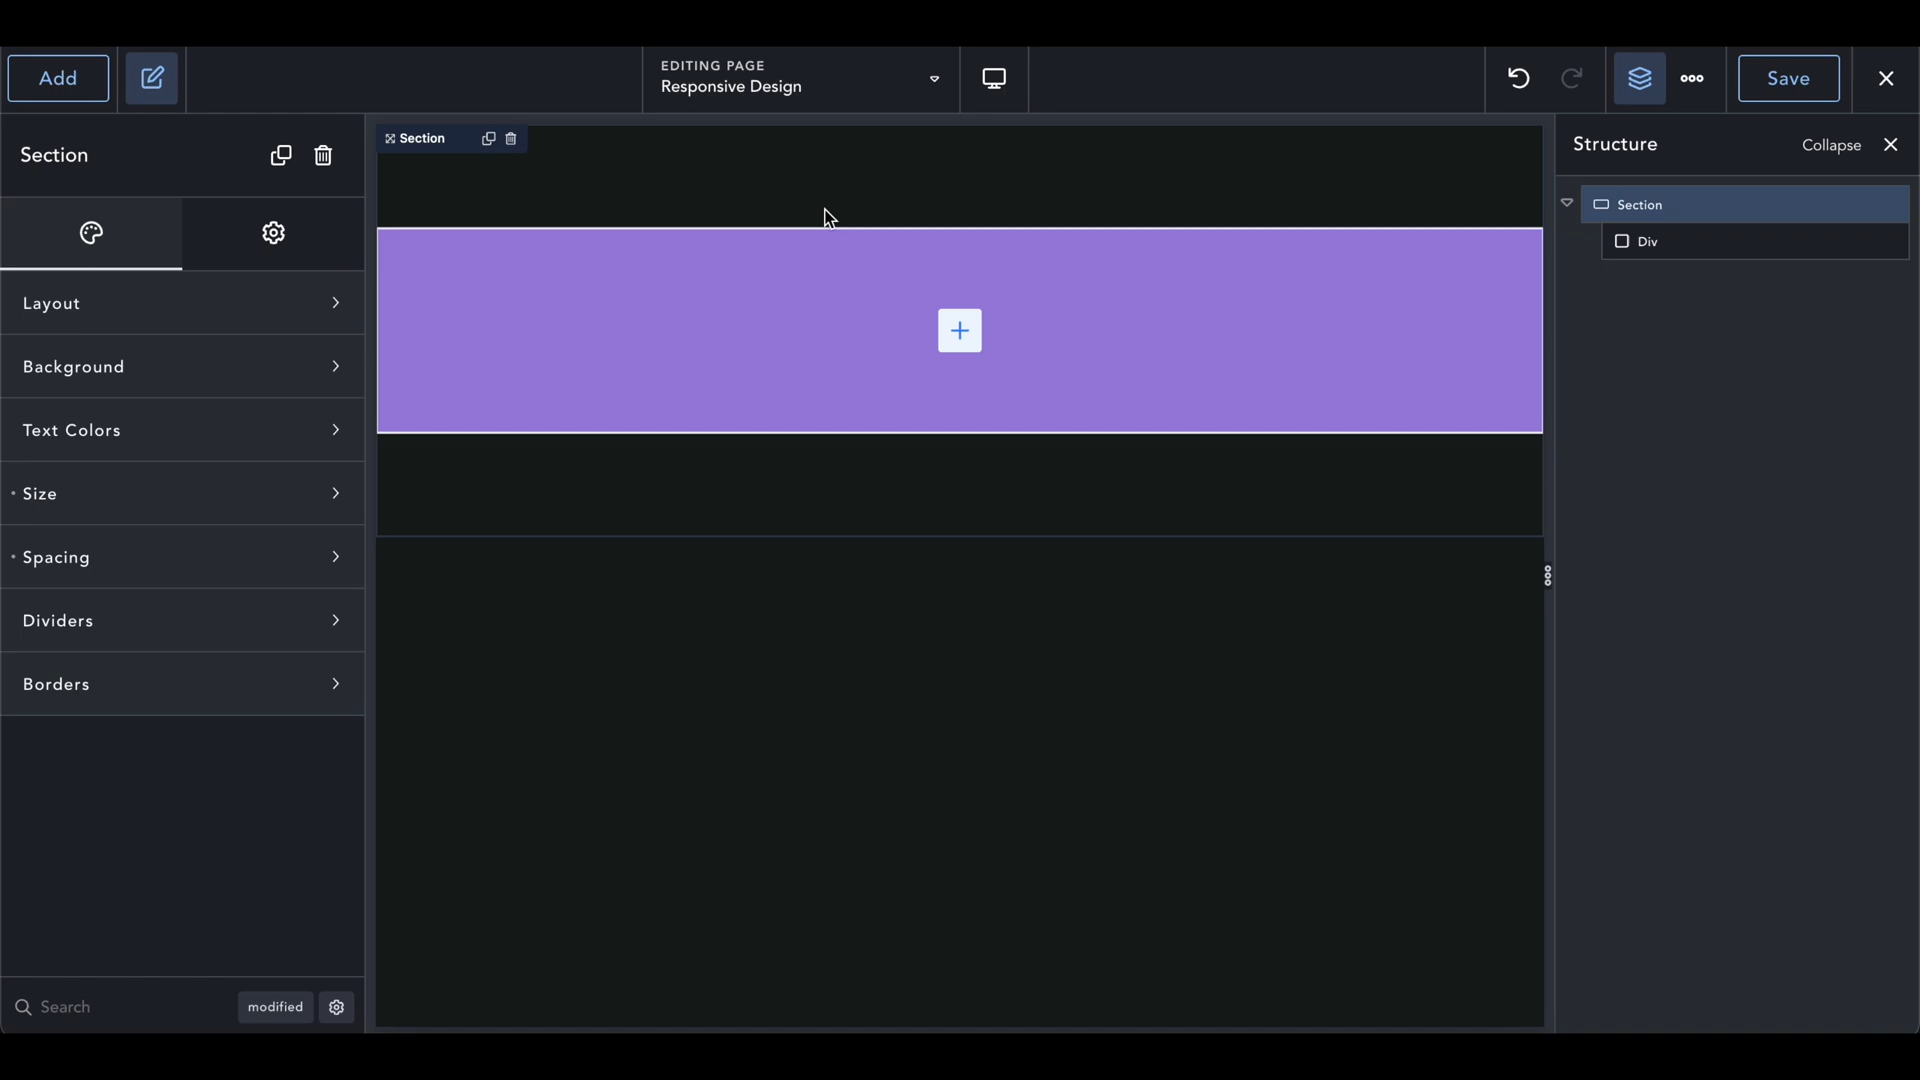 Add
EDITING PAGE
Responsive Design
Save
Section
Layout
Background
Text Colors
Size
Spacing
Dividers
Borders
Search
modified
Section
Structure
Collapse
Section
Div